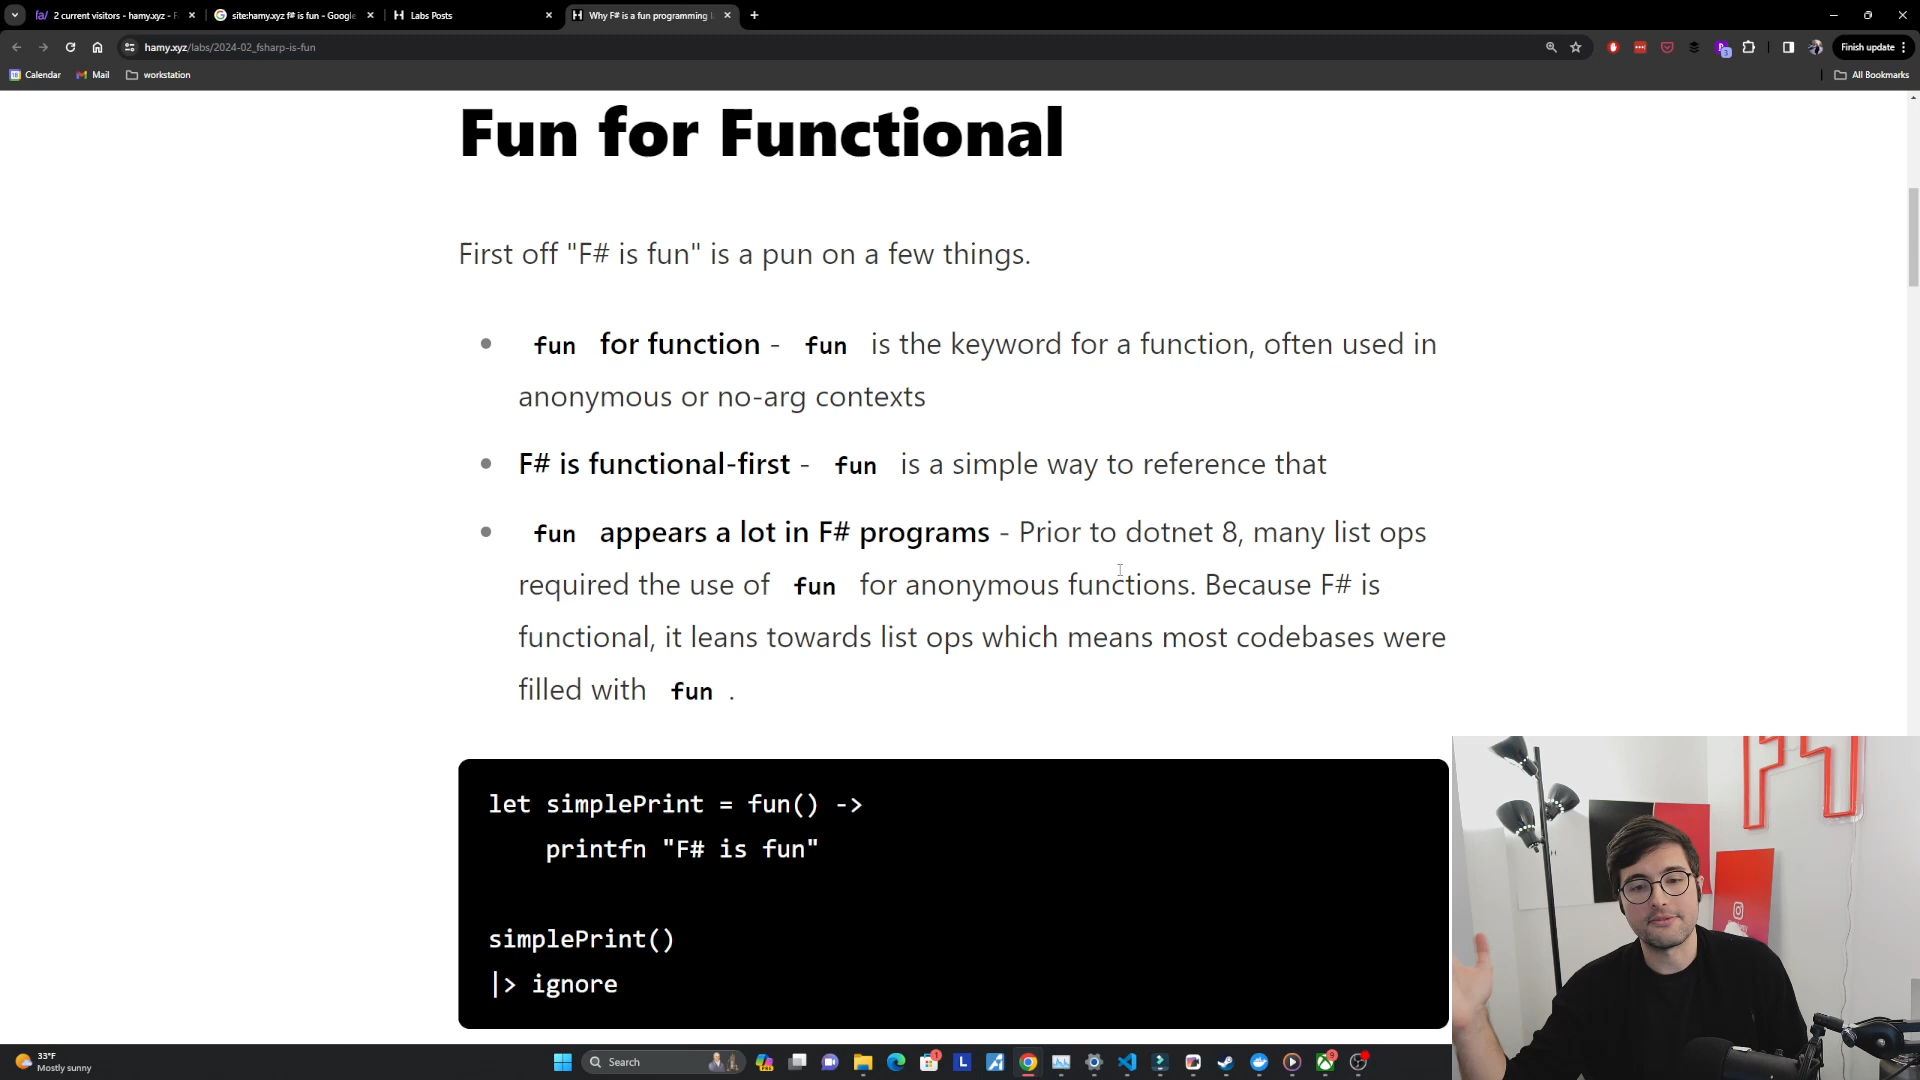 2 current visitors - hamy.xyz - F
site:hamy.xyz f# is fun - Google
Labs Posts
Why F# is a fun programming l
hamy.xyz/labs/2024-02_fsharp-is-fun
Finish update
Calendar
Mail
workstation
All Bookmarks
Fun for Functional
First off "F# is fun" is a pun on a few things.
fun for function - fun is the keyword for a function, often used in
anonymous or no-arg contexts
F# is functional-first - fun is a simple way to reference that
fun appears a lot in F# programs - Prior to dotnet 8, many list ops
required the use of fun for anonymous functions. Because F# is
functional, it leans towards list ops which means most codebases were
filled with fun .
let simplePrint = fun() ->
printfn "F# is fun"
simplePrint()
|> ignore
33°F
Mostly sunny
Search